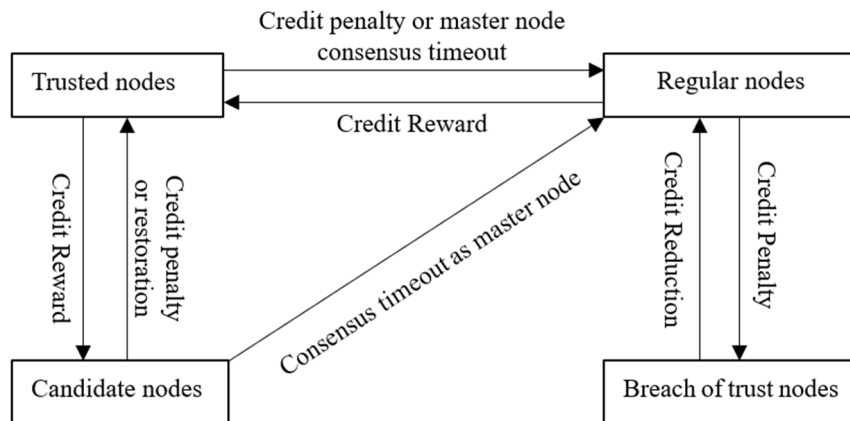 Credit penalty or master node
consensus timeout
Trusted nodes
Regular nodes
Credit Reward
Credit Reward
Credit penalty
or restoration
Consensus timeout as master node
Credit Reduction
Credit Penalty
Candidate nodes
Breach of trust nodes